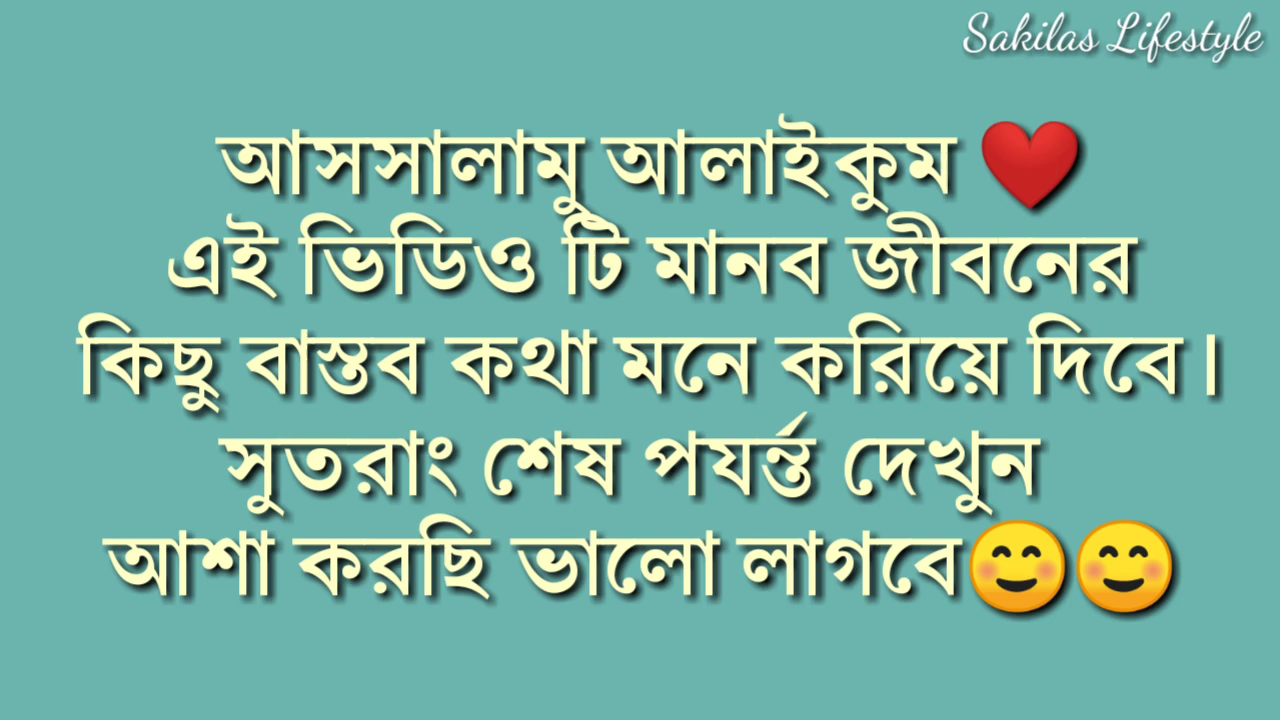 Sakilas Lifestyle
আসসালামু আলাইকুম ❤️
এই ভিডিও টি মানব জীবনের
কিছু বাস্তব কথা মনে করিয়ে দিবে।
সুতরাং শেষ পযর্ন্ত দেখুন
আশা করছি ভালো লাগবে😊😊